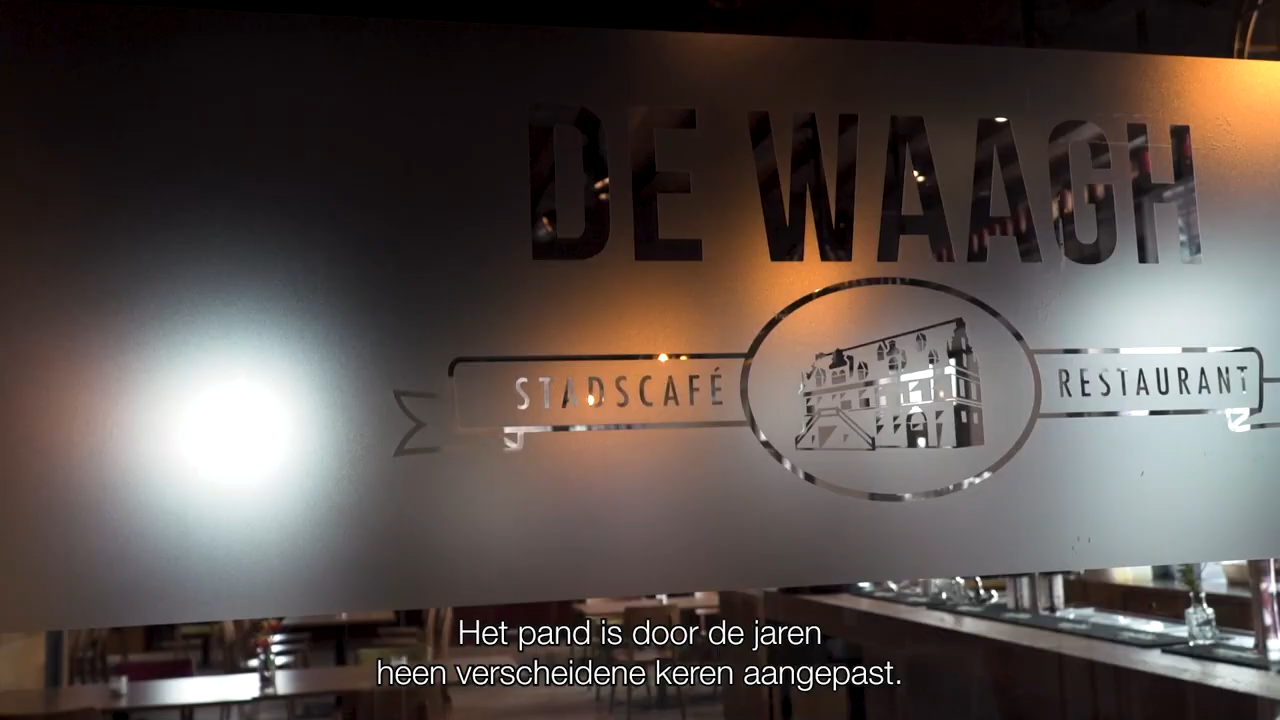 DE WAAGH
STADSCAFÉ RESTAURANT
Het pand is door de jaren
heen verscheidene keren aangepast.